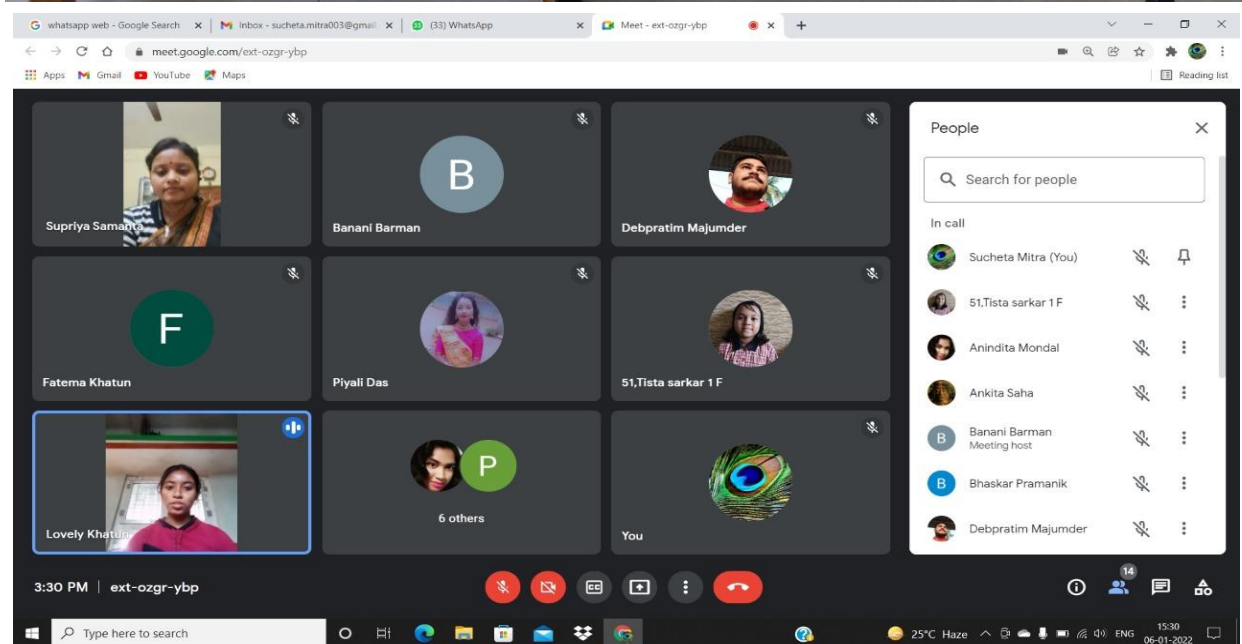 whatsapp web - Google Search
Inbox - sucheta.mitra003@gmail
(33) WhatsApp
Meet - ext-ozgr-ybp
meet.google.com/ext-ozgr-ybp
Apps Gmail YouTube Maps
Reading list
Supriya Samanta
B
Banani Barman
Debpratim Majumder
F
Fatema Khatun
Piyali Das
51,Tista sarkar 1 F
Lovely Khatun
P
6 others
You
People
Search for people
In call
Sucheta Mitra (You)
51,Tista sarkar 1 F
Anindita Mondal
Ankita Saha
B
Banani Barman
Meeting host
B
Bhaskar Pramanik
Debpratim Majumder
3:30 PM | ext-ozgr-ybp
CC
14
Type here to search
25°C Haze
ENG
15:30
06-01-2022